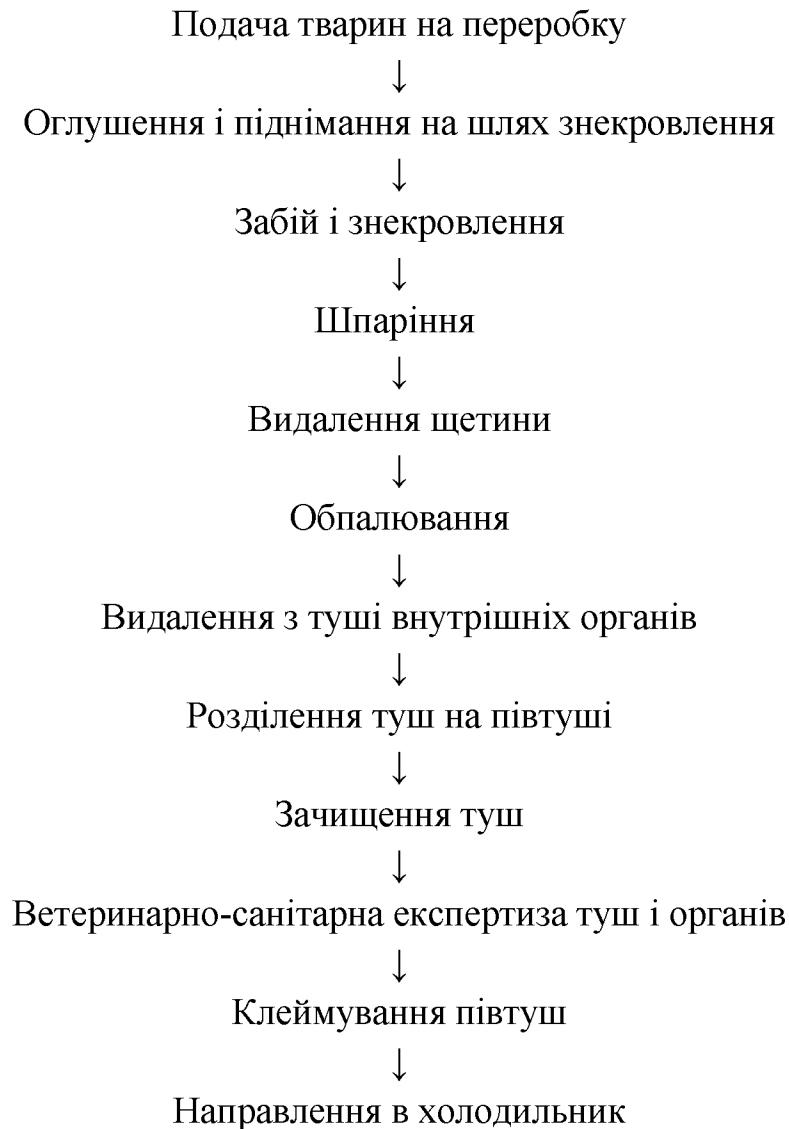 Подача тварин на переробку
↓
Оглушення і піднімання на шлях знекровлення
↓
Забій і знекровлення
↓
Шпаріння
↓
Видалення щетини
↓
Обпалювання
↓
Видалення з туші внутрішніх органів
↓
Розділення туш на півтуші
↓
Зачищення туш
↓
Ветеринарно-санітарна експертиза туш і органів
↓
Клеймування півтуш
↓
Направлення в холодильник